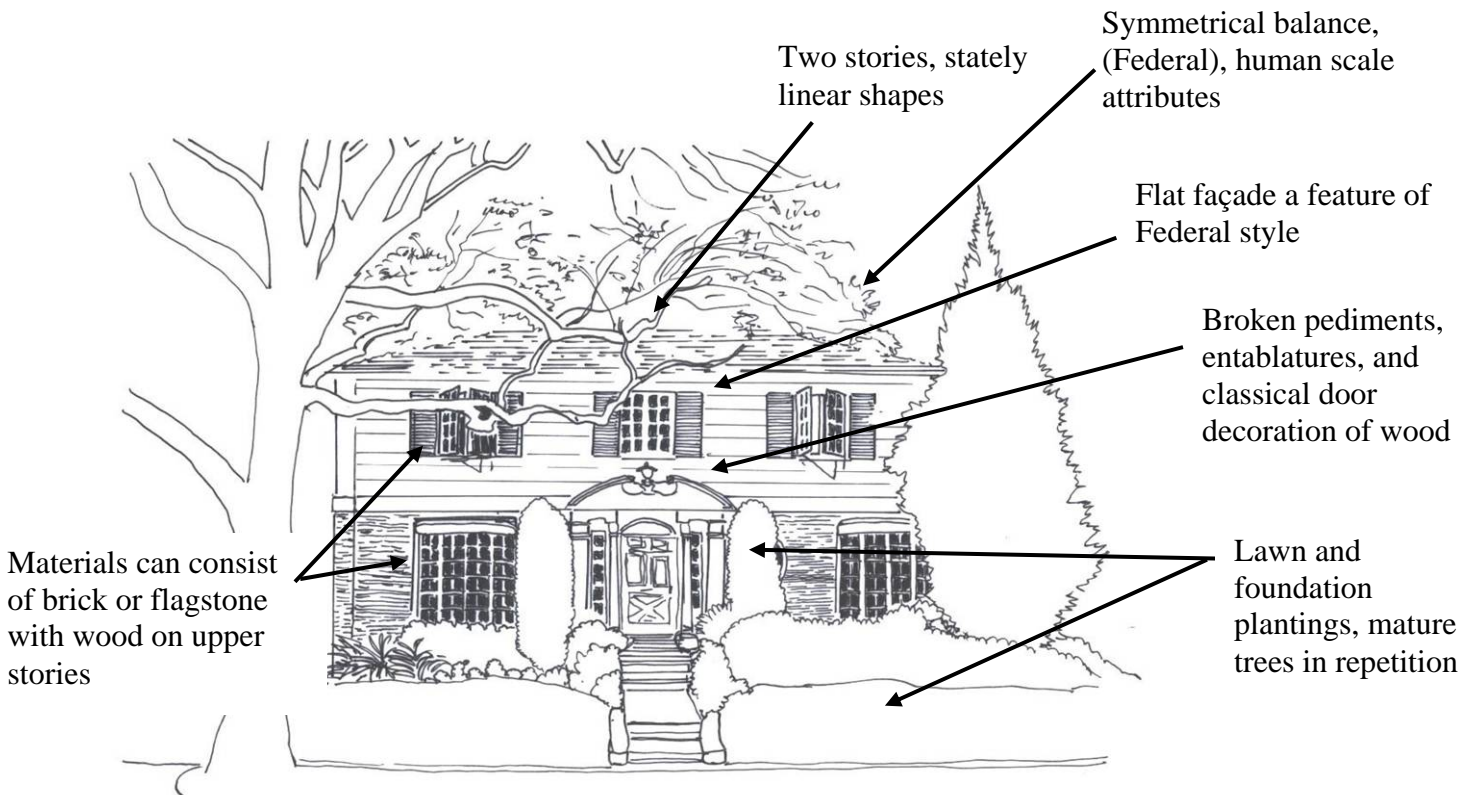 Symmetrical balance,
(Federal), human scale
attributes
Two stories, stately
linear shapes
Flat façade a feature of
Federal style
Broken pediments,
entablatures, and
classical door
decoration of wood
Materials can consist
of brick or flagstone
with wood on upper
stories
Lawn and
foundation
plantings, mature
trees in repetition